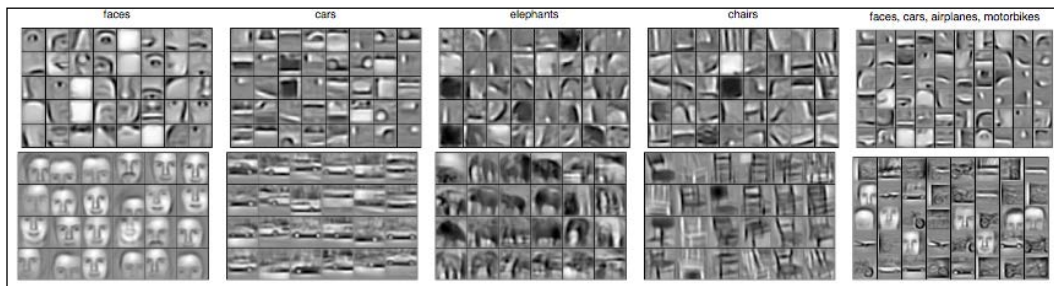 faces
cars
elephants
chairs
faces, cars, airplanes, motorbikes